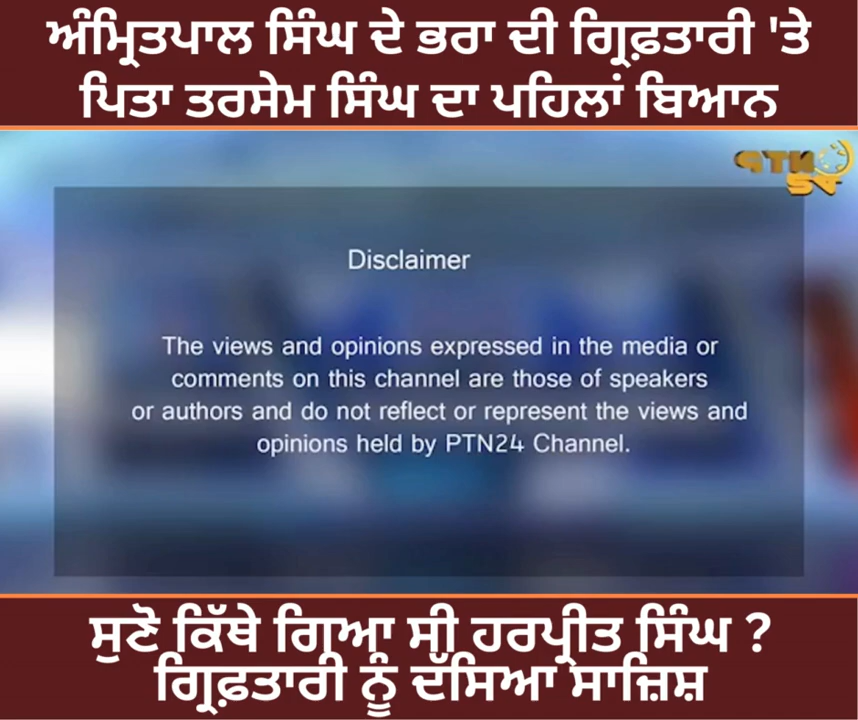 ਅੰਮ੍ਰਿਤਪਾਲ ਸਿੰਘ ਦੇ ਭਰਾ ਦੀ ਗ੍ਰਿਫ਼ਤਾਰੀ 'ਤੇ
ਪਿਤਾ ਤਰਸੇਮ ਸਿੰਘ ਦਾ ਪਹਿਲਾਂ ਬਿਆਨ
Disclaimer
The views and opinions expressed in the media or
comments on this channel are those of speakers
or authors and do not reflect or represent the views and
opinions held by PTN24 Channel.
ਸੁਣੋ ਕਿੱਥੇ ਗਿਆ ਸੀ ਹਰਪ੍ਰੀਤ ਸਿੰਘ ?
ਗ੍ਰਿਫ਼ਤਾਰੀ ਨੂੰ ਦੱਸਿਆ ਸਾਜ਼ਿਸ਼